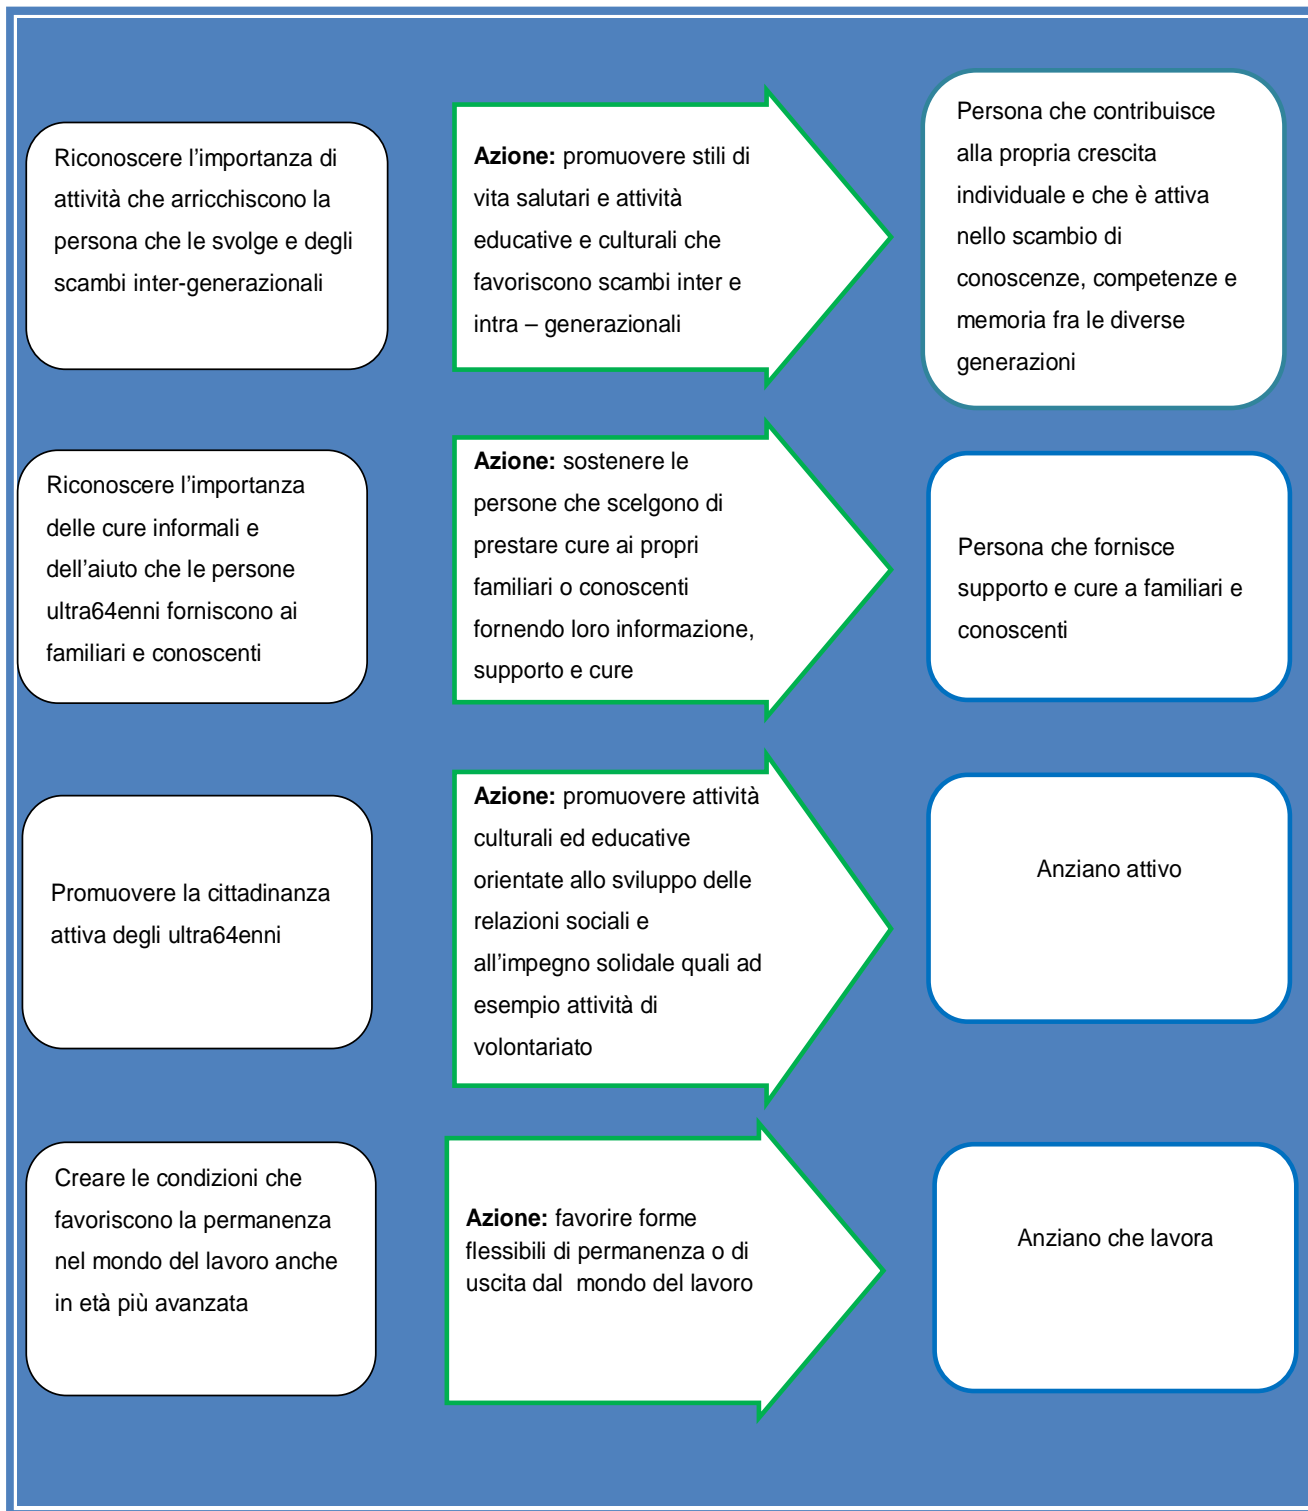 Riconoscere l’importanza di
attività che arricchiscono la
persona che le svolge e degli
scambi inter-generazionali
Azione: promuovere stili di
vita salutari e attività
educative e culturali che
favoriscono scambi inter e
intra – generazionali
Persona che contribuisce
alla propria crescita
individuale e che è attiva
nello scambio di
conoscenze, competenze e
memoria fra le diverse
generazioni
Riconoscere l’importanza
delle cure informali e
dell’aiuto che le persone
ultra64enni forniscono ai
familiari e conoscenti
Azione: sostenere le
persone che scelgono di
prestare cure ai propri
familiari o conoscenti
fornendo loro informazione,
supporto e cure
Persona che fornisce
supporto e cure a familiari e
conoscenti
Promuovere la cittadinanza
attiva degli ultra64enni
Azione: promuovere attività
culturali ed educative
orientate allo sviluppo delle
relazioni sociali e
all’impegno solidale quali ad
esempio attività di
volontariato
Anziano attivo
Creare le condizioni che
favoriscono la permanenza
nel mondo del lavoro anche
in età più avanzata
Azione: favorire forme
flessibili di permanenza o di
uscita dal  mondo del lavoro
Anziano che lavora